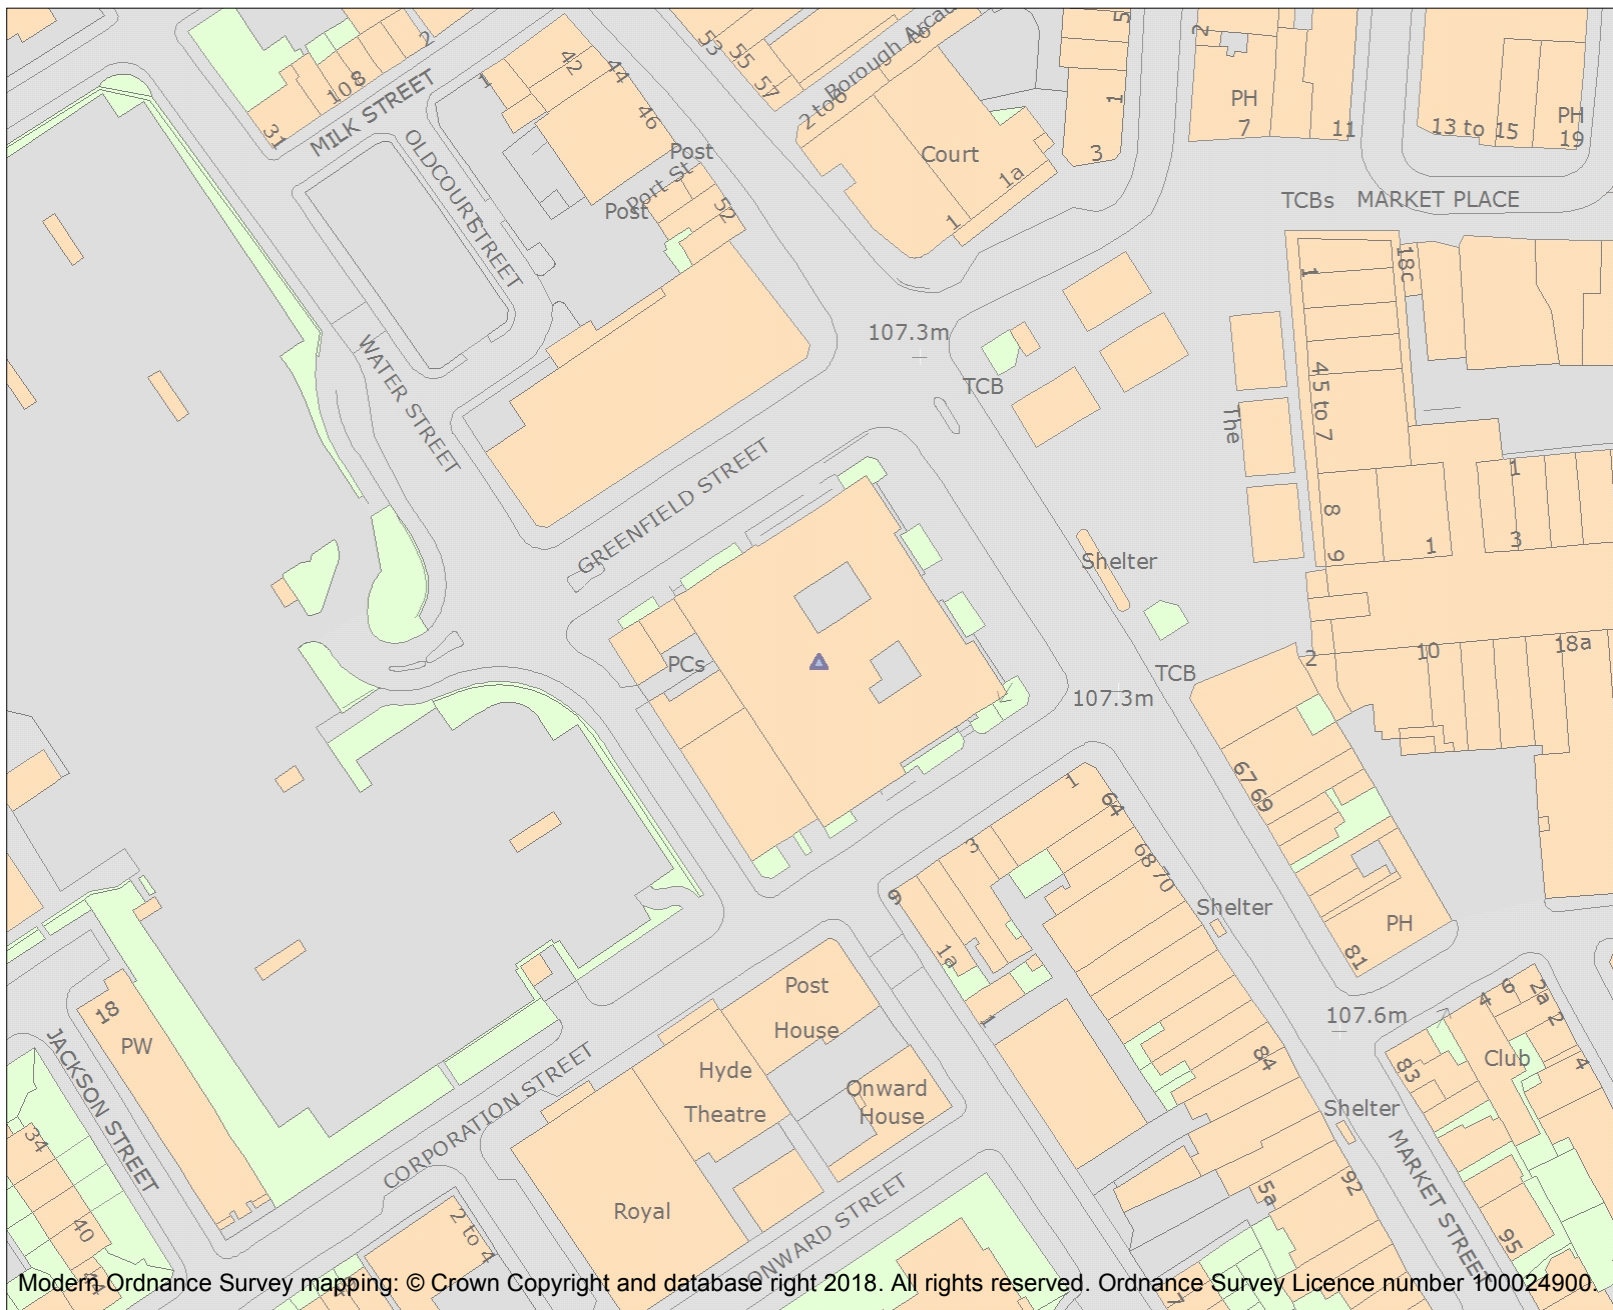 53
55
57
2 to 6
Borough Arcade
to
5
1
3
2
PH
7
11
13 to 15
PH
19
2
8
10
31
MILK STREET
1
42
44
46
OLDCOURT STREET
Post
Port St
Post
52
Court
1a
1
TCBs
MARKET PLACE
18c
1
107.3m
TCB
WATER STREET
4
5 to 7
The
GREENFIELD STREET
8
9
1
1
3
Shelter
PCs
2
10
18a
TCB
107.3m
67
69
1
64
3
68
70
9
1a
1
Shelter
PH
81
18
PW
JACKSON STREET
Post
House
Hyde
Theatre
Onward
House
Royal
CORPORATION STREET
ONWARD STREET
107.6m
4
6
2a
2
4
Club
83
84
Shelter
92
5a
95
MARKET STREET
34
40
2 to 4
Modern Ordnance Survey mapping: © Crown Copyright and database right 2018. All rights reserved. Ordnance Survey Licence number 100024900.